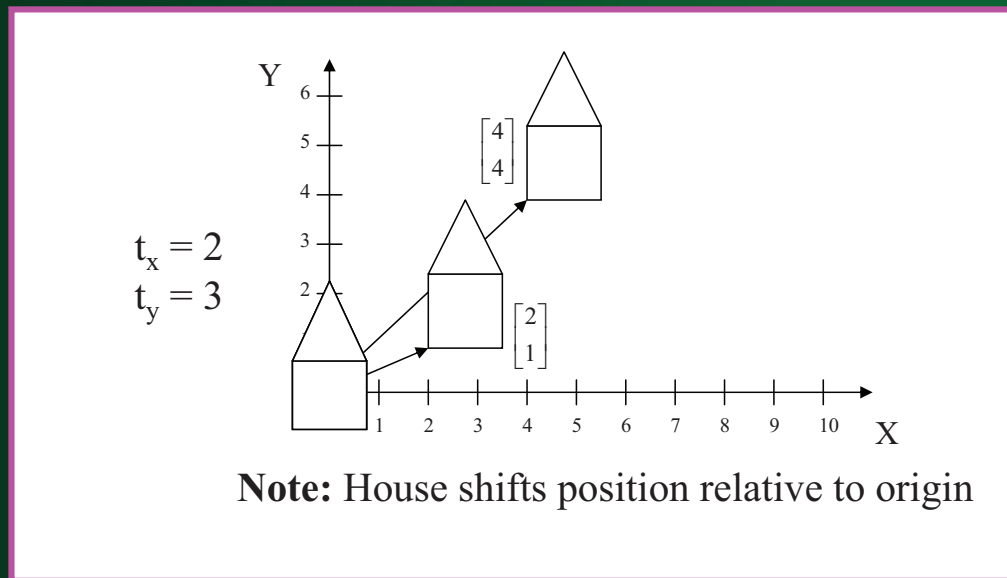 Y
6
5
4
3
2
t_x = 2
t_y = 3
[4
4]
[2
1]
1 2 3 4 5 6 7 8 9 10
X
Note: House shifts position relative to origin